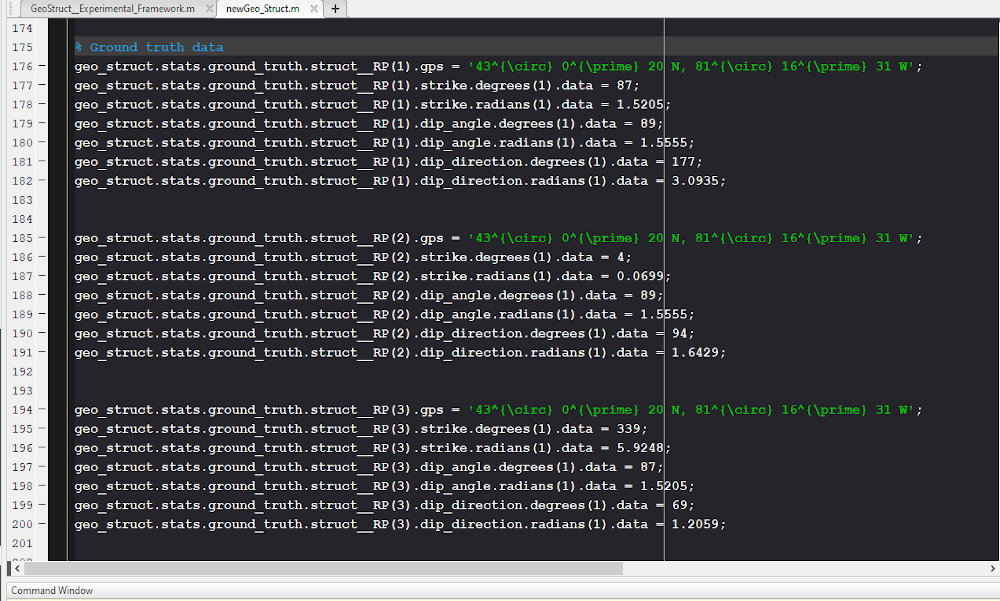 GeoStruct__Experimental_Framework.m × newGeo_Struct.m × +
174
175 % Ground truth data
176 − geo_struct.stats.ground_truth.struct__RP(1).gps = '43^{\circ} 0^{\prime} 20 N, 81^{\circ} 16^{\prime} 31 W';
177 − geo_struct.stats.ground_truth.struct__RP(1).strike.degrees(1).data = 87;
178 − geo_struct.stats.ground_truth.struct__RP(1).strike.radians(1).data = 1.5205;
179 − geo_struct.stats.ground_truth.struct__RP(1).dip_angle.degrees(1).data = 89;
180 − geo_struct.stats.ground_truth.struct__RP(1).dip_angle.radians(1).data = 1.5555;
181 − geo_struct.stats.ground_truth.struct__RP(1).dip_direction.degrees(1).data = 177;
182 − geo_struct.stats.ground_truth.struct__RP(1).dip_direction.radians(1).data = 3.0935;
183
184
185 − geo_struct.stats.ground_truth.struct__RP(2).gps = '43^{\circ} 0^{\prime} 20 N, 81^{\circ} 16^{\prime} 31 W';
186 − geo_struct.stats.ground_truth.struct__RP(2).strike.degrees(1).data = 4;
187 − geo_struct.stats.ground_truth.struct__RP(2).strike.radians(1).data = 0.0699;
188 − geo_struct.stats.ground_truth.struct__RP(2).dip_angle.degrees(1).data = 89;
189 − geo_struct.stats.ground_truth.struct__RP(2).dip_angle.radians(1).data = 1.5555;
190 − geo_struct.stats.ground_truth.struct__RP(2).dip_direction.degrees(1).data = 94;
191 − geo_struct.stats.ground_truth.struct__RP(2).dip_direction.radians(1).data = 1.6429;
192
193
194 − geo_struct.stats.ground_truth.struct__RP(3).gps = '43^{\circ} 0^{\prime} 20 N, 81^{\circ} 16^{\prime} 31 W';
195 − geo_struct.stats.ground_truth.struct__RP(3).strike.degrees(1).data = 339;
196 − geo_struct.stats.ground_truth.struct__RP(3).strike.radians(1).data = 5.9248;
197 − geo_struct.stats.ground_truth.struct__RP(3).dip_angle.degrees(1).data = 87;
198 − geo_struct.stats.ground_truth.struct__RP(3).dip_angle.radians(1).data = 1.5205;
199 − geo_struct.stats.ground_truth.struct__RP(3).dip_direction.degrees(1).data = 69;
200 − geo_struct.stats.ground_truth.struct__RP(3).dip_direction.radians(1).data = 1.2059;
201
Command Window